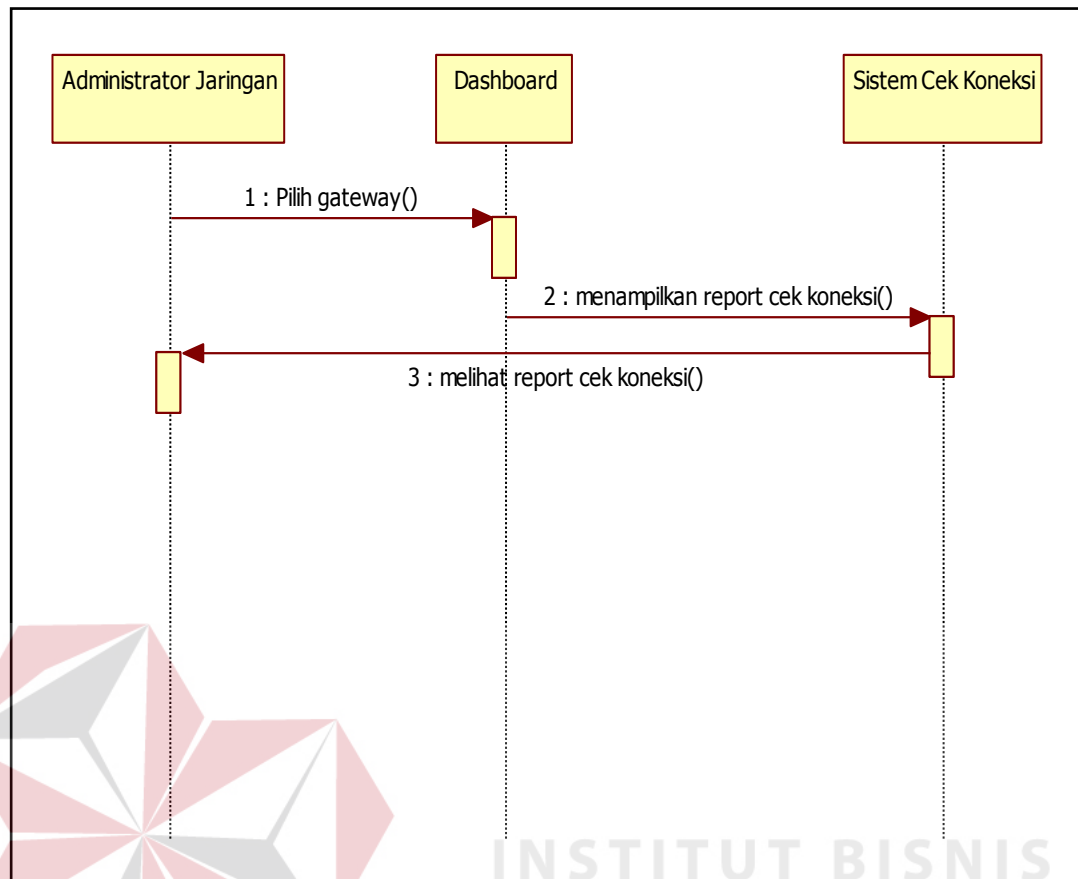 Administrator Jaringan
Dashboard
Sistem Cek Koneksi
1 : Pilih gateway()
2 : menampilkan report cek koneksi()
3 : melihat report cek koneksi()
INSTITUT BISNIS